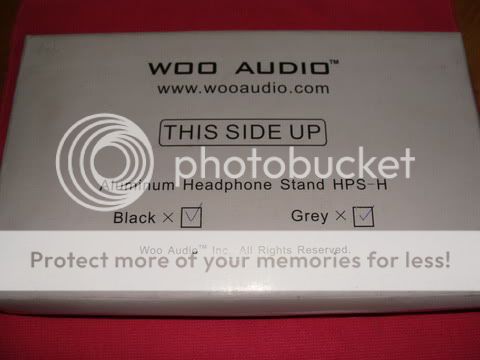 WOO AUDIO™
www.wooaudio.com
THIS SIDE UP
photobucket
Aluminum Headphone Stand HPS-H
Black × ☑ Grey × ☑
Woo Audio™ Inc. All Rights Reserved.
Protect more of your memories for less!